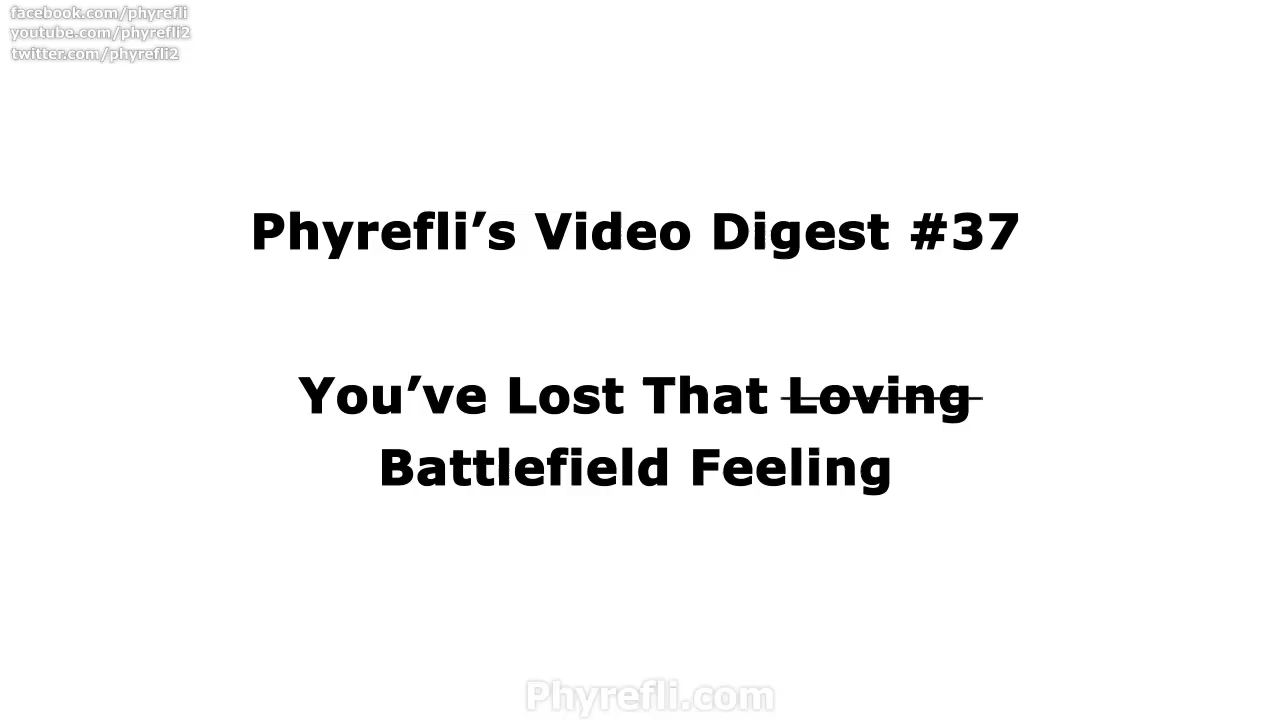 facebook.com/phyrefli
youtube.com/phyrefli2
twitter.com/phyrefli2
Phyrefli’s Video Digest #37
You’ve Lost That Loving
Battlefield Feeling
Phyrefli.com